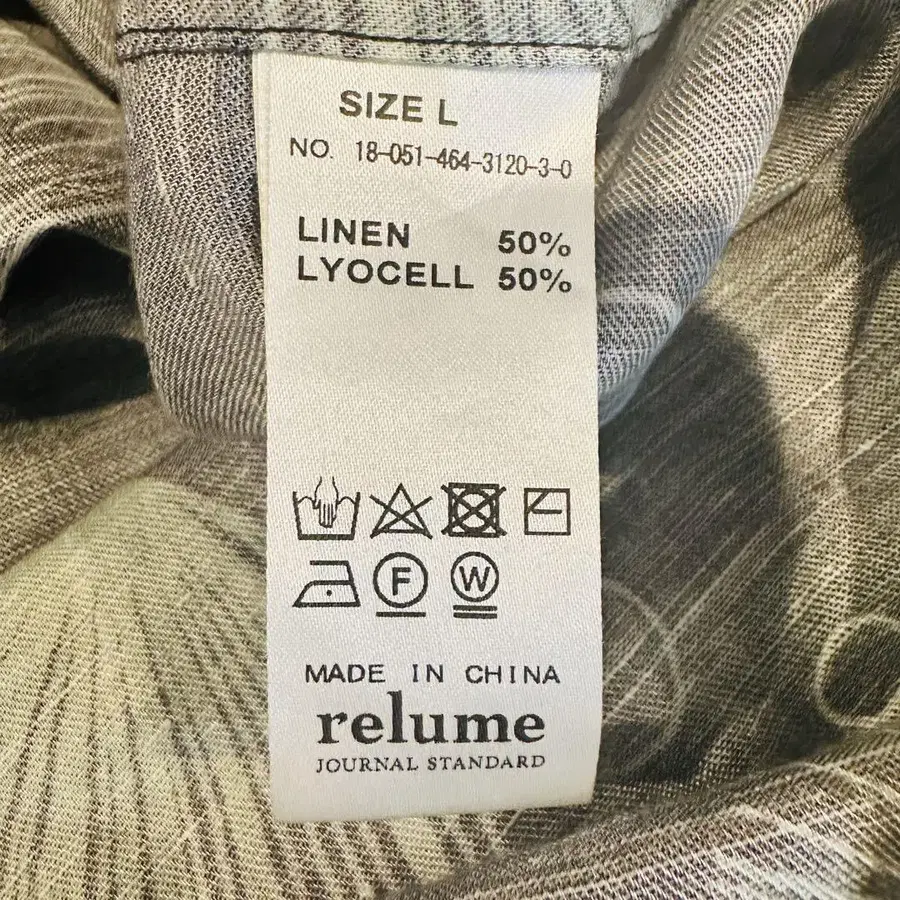 SIZE L
NO. 18-051-464-3120-3-0
LINEN 50%
LYOCELL 50%
F W
MADE IN CHINA
relume
JOURNAL STANDARD